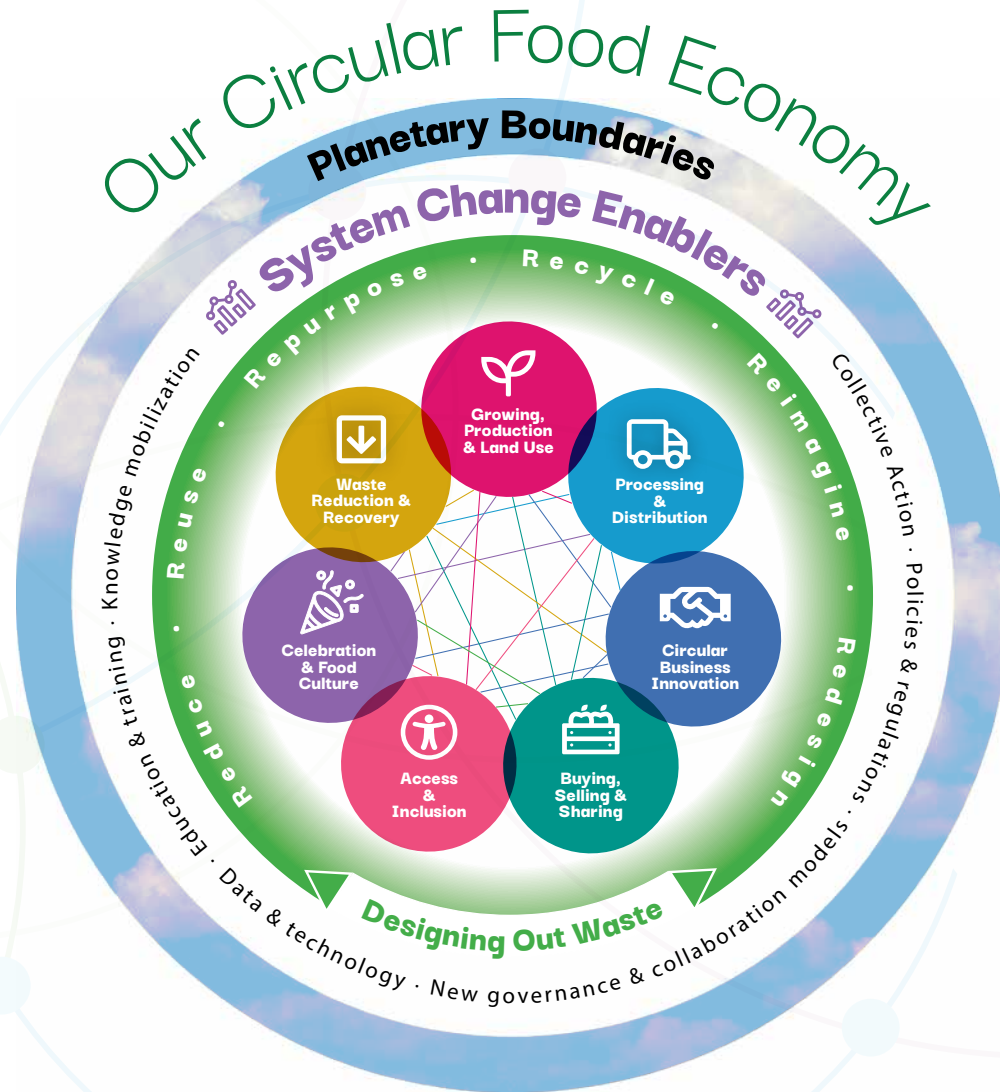 Our Circular Food Economy
Planetary Boundaries
System Change Enablers
Knowledge mobilization · Education & training · Data & technology · New governance & collaboration models · Policies & regulations · Collective Action
Reduce · Reuse · Repurpose · Recycle · Reimagine · Redesign
Growing,
Production
& Land Use
Processing
&
Distribution
Circular
Business
Innovation
Buying,
Selling &
Sharing
Access
&
Inclusion
Celebration
& Food
Culture
Waste
Reduction &
Recovery
Designing Out Waste